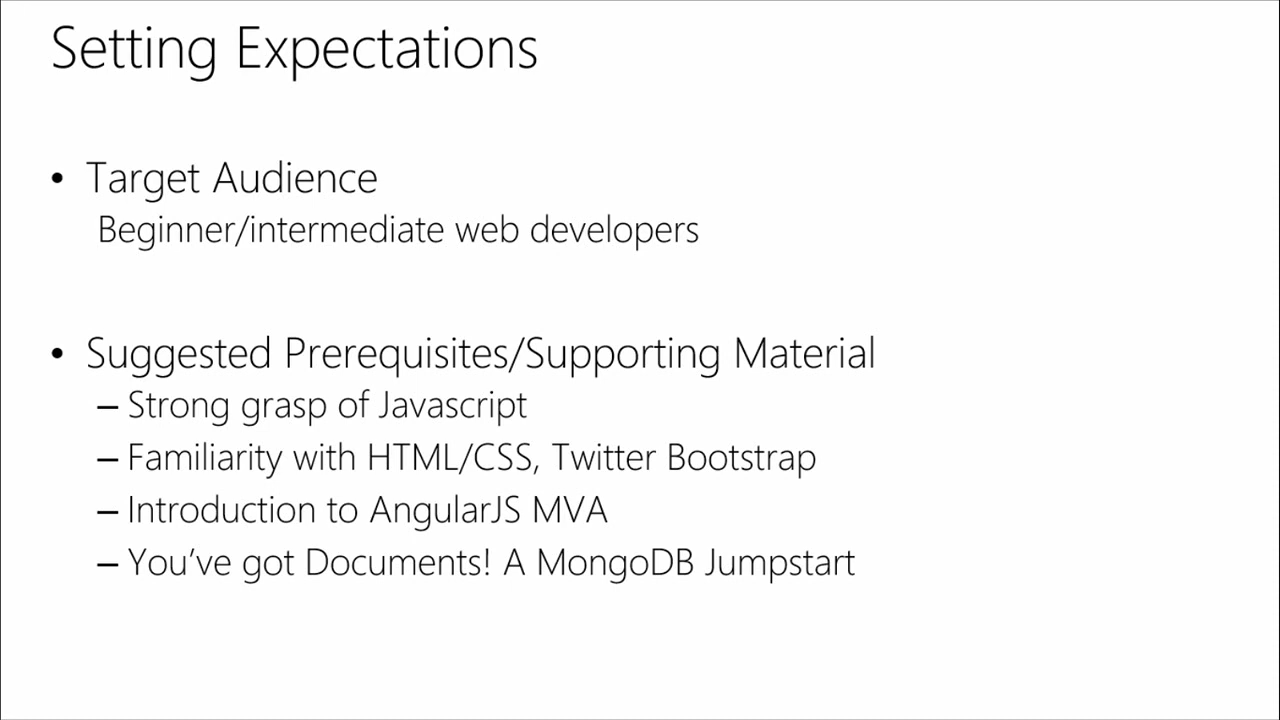 Setting Expectations
• Target Audience
Beginner/intermediate web developers
• Suggested Prerequisites/Supporting Material
– Strong grasp of Javascript
– Familiarity with HTML/CSS, Twitter Bootstrap
– Introduction to AngularJS MVA
– You’ve got Documents! A MongoDB Jumpstart